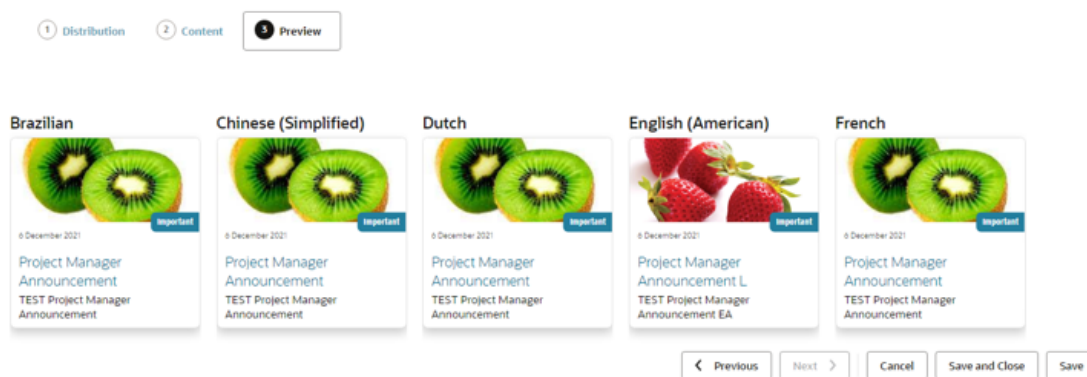 1 Distribution 2 Content 3 Preview
Brazilian Chinese (Simplified) Dutch English (American) French
Important Important Important Important Important
6 December 2021 6 December 2021 6 December 2021 6 December 2021 6 December 2021
Project Manager Project Manager Project Manager Project Manager Project Manager
Announcement Announcement Announcement Announcement L Announcement
TEST Project Manager TEST Project Manager TEST Project Manager TEST Project Manager TEST Project Manager
Announcement Announcement Announcement Announcement EA Announcement
Previous Next Cancel Save and Close Save